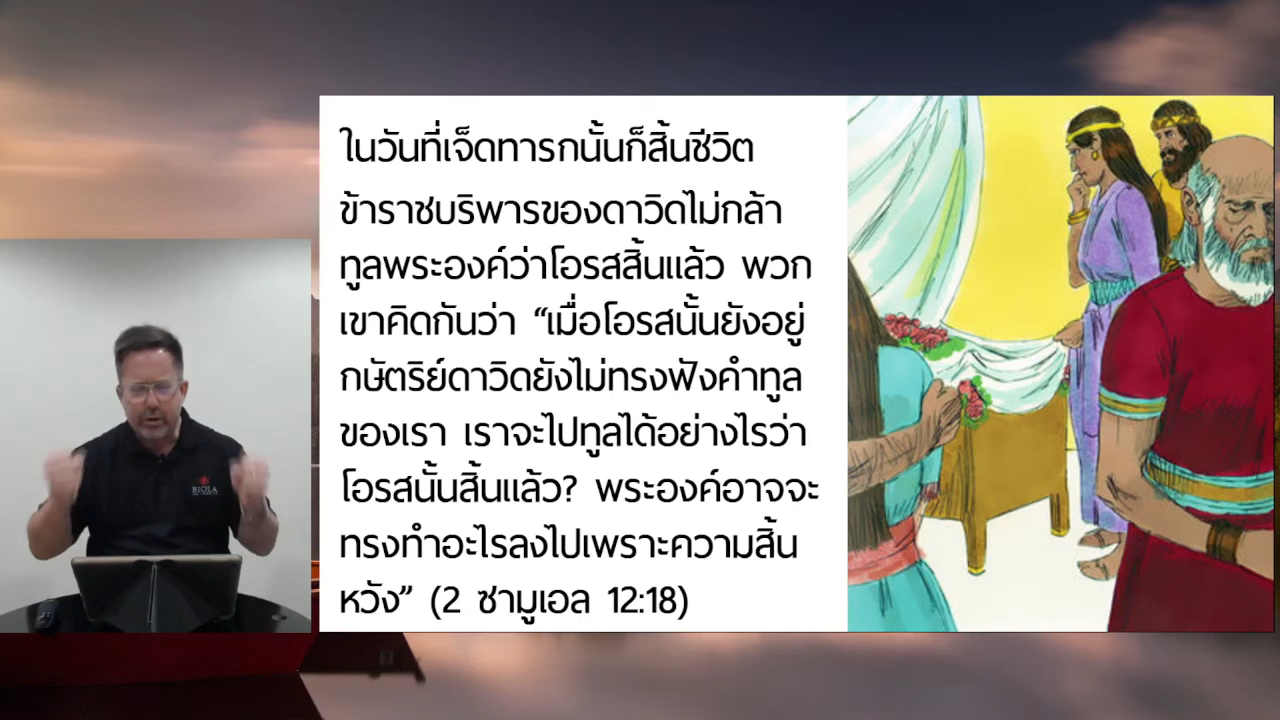 ในวันที่เจ็ดทารกนั้นก็สิ้นชีวิต
ข้าราชบริพารของดาวิดไม่กล้า
ทูลพระองค์ว่าโอรสสิ้นแล้ว พวก
เขาคิดกันว่า “เมื่อโอรสนั้นยังอยู่
กษัตริย์ดาวิดยังไม่ทรงฟังคำทูล
ของเรา เราจะไปทูลได้อย่างไรว่า
โอรสนั้นสิ้นแล้ว? พระองค์อาจจะ
ทรงทำอะไรลงไปเพราะความสิ้น
หวัง” (2 ซามูเอล 12:18)
BIOLA